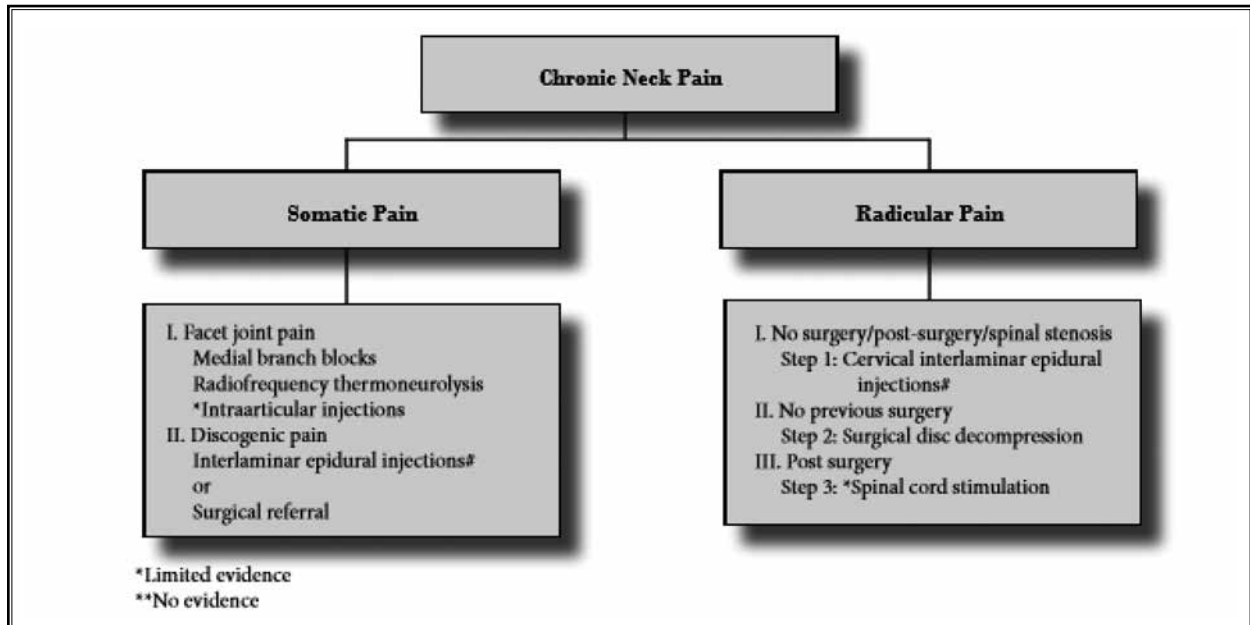 Chronic Neck Pain
Somatic Pain
I. Facet joint pain
Medial branch blocks
Radiofrequency thermoneurolysis
*Intraarticular injections
II. Discogenic pain
Interlaminar epidural injections#
or
Surgical referral
Radicular Pain
I. No surgery/post-surgery/spinal stenosis
Step 1: Cervical interlaminar epidural
injections#
II. No previous surgery
Step 2: Surgical disc decompression
III. Post surgery
Step 3: *Spinal cord stimulation
*Limited evidence
**No evidence